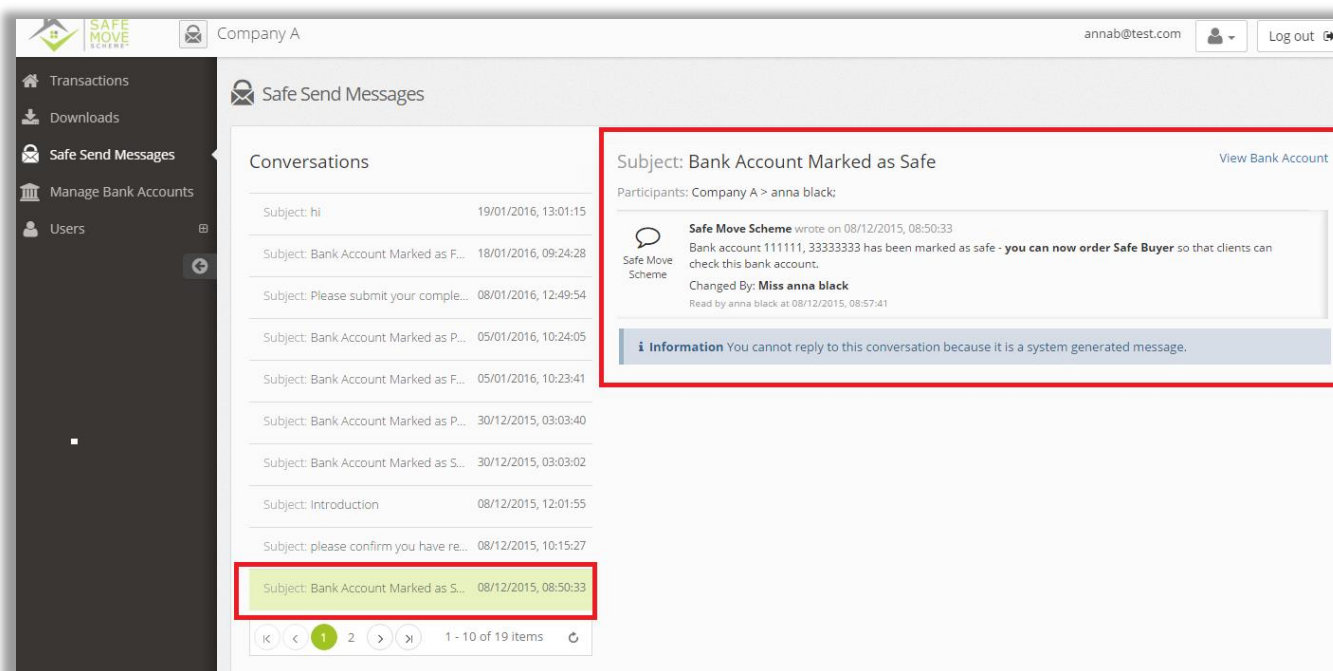 SAFE
MOVE
SCHEME
Company A
annab@test.com
Log out
Transactions
Downloads
Safe Send Messages
Manage Bank Accounts
Users
Safe Send Messages
Conversations
Subject: hi 19/01/2016, 13:01:15
Subject: Bank Account Marked as F... 18/01/2016, 09:24:28
Subject: Please submit your comple... 08/01/2016, 12:49:54
Subject: Bank Account Marked as P... 05/01/2016, 10:24:05
Subject: Bank Account Marked as F... 05/01/2016, 10:23:41
Subject: Bank Account Marked as P... 30/12/2015, 03:03:40
Subject: Bank Account Marked as S... 30/12/2015, 03:03:02
Subject: Introduction 08/12/2015, 12:01:55
Subject: please confirm you have re... 08/12/2015, 10:15:27
Subject: Bank Account Marked as S... 08/12/2015, 08:50:33
1 2 1 - 10 of 19 items
Subject: Bank Account Marked as Safe View Bank Account
Participants: Company A > anna black;
Safe Move
Scheme
Safe Move Scheme wrote on 08/12/2015, 08:50:33
Bank account 111111, 33333333 has been marked as safe - you can now order Safe Buyer so that clients can
check this bank account.
Changed By: Miss anna black
Read by anna black at 08/12/2015, 08:57:41
i Information You cannot reply to this conversation because it is a system generated message.